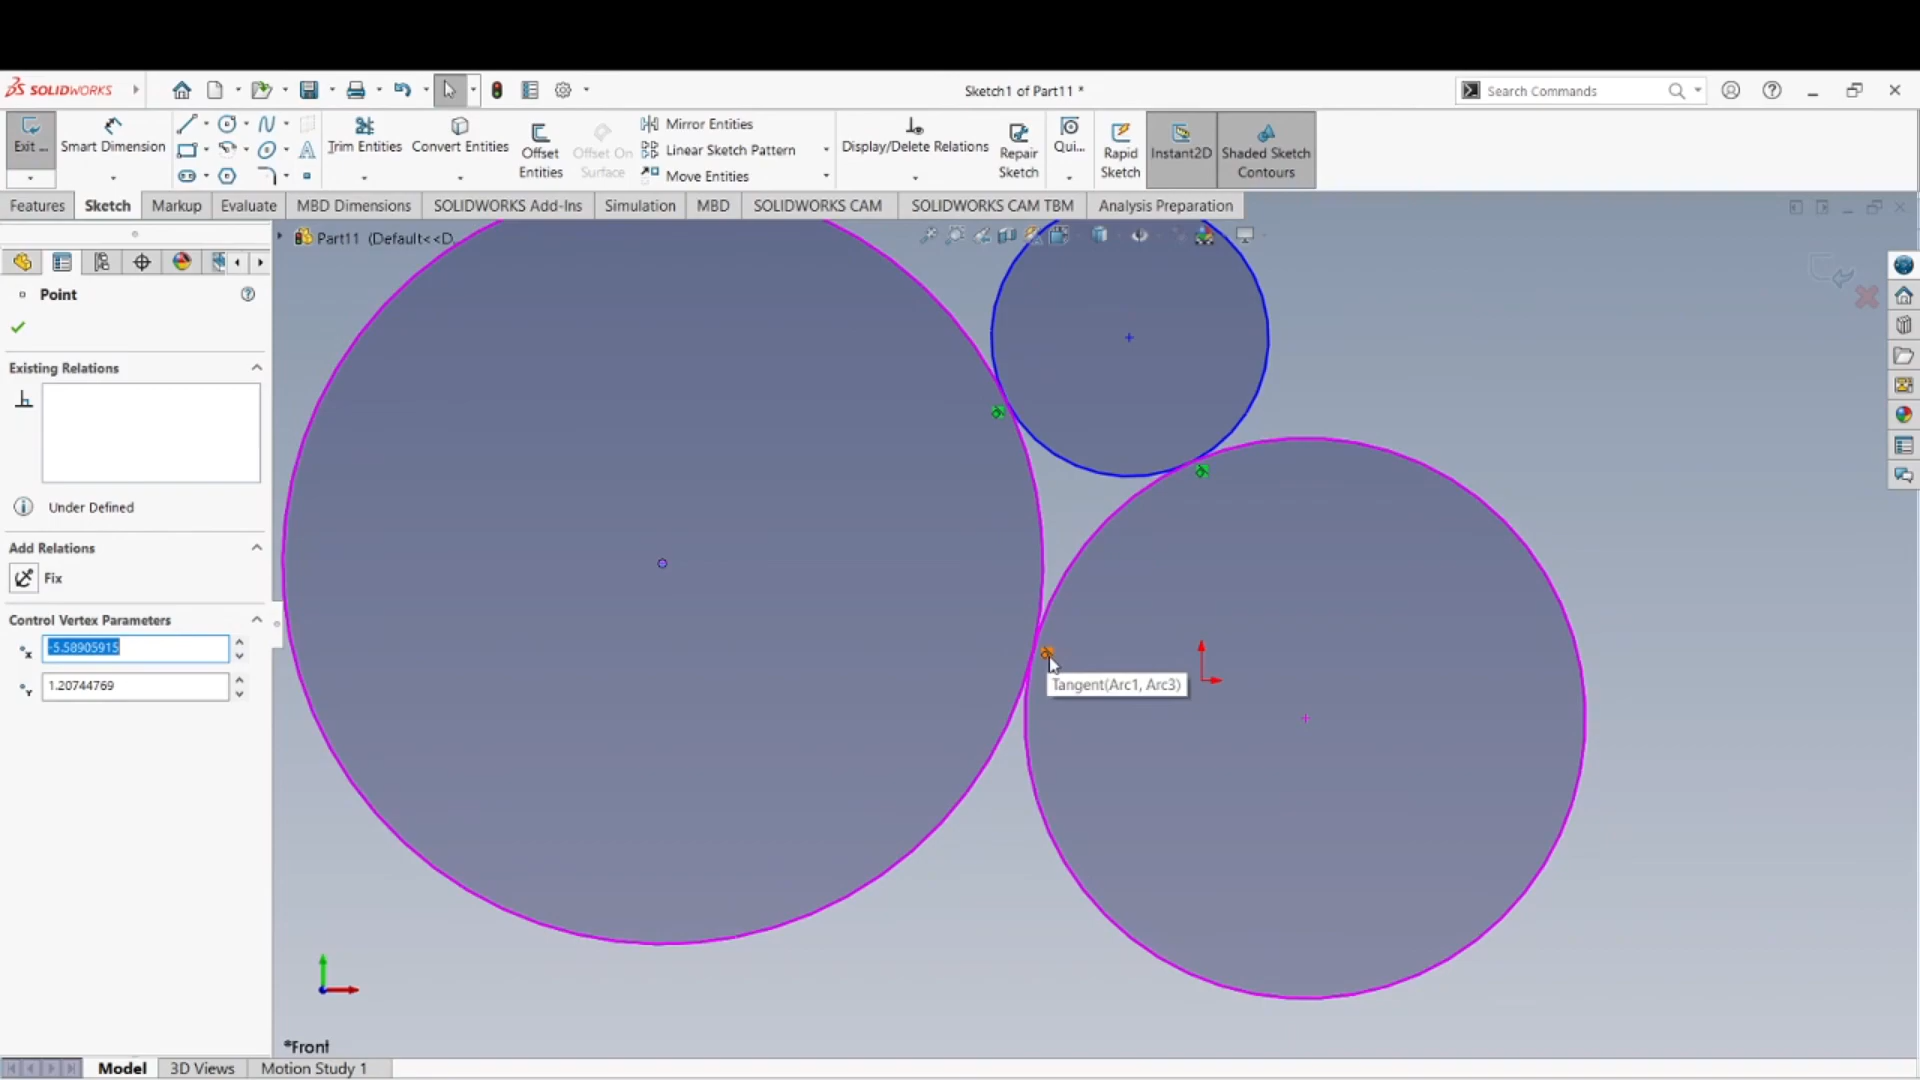 SOLIDWORKS
Sketch1 of Part11 *
Search Commands
Exit ...
Smart Dimension
Trim Entities
Convert Entities
Offset Entities
Offset On Surface
Mirror Entities
Linear Sketch Pattern
Move Entities
Display/Delete Relations
Repair Sketch
Qui...
Rapid Sketch
Instant2D
Shaded Sketch Contours
Features
Sketch
Markup
Evaluate
MBD Dimensions
SOLIDWORKS Add-Ins
Simulation
MBD
SOLIDWORKS CAM
SOLIDWORKS CAM TBM
Analysis Preparation
Part11 (Default<<D...
Point
Existing Relations
Under Defined
Add Relations
Fix
Control Vertex Parameters
-5.58905915
1.20744769
Tangent(Arc1, Arc3)
*Front
Model
3D Views
Motion Study 1